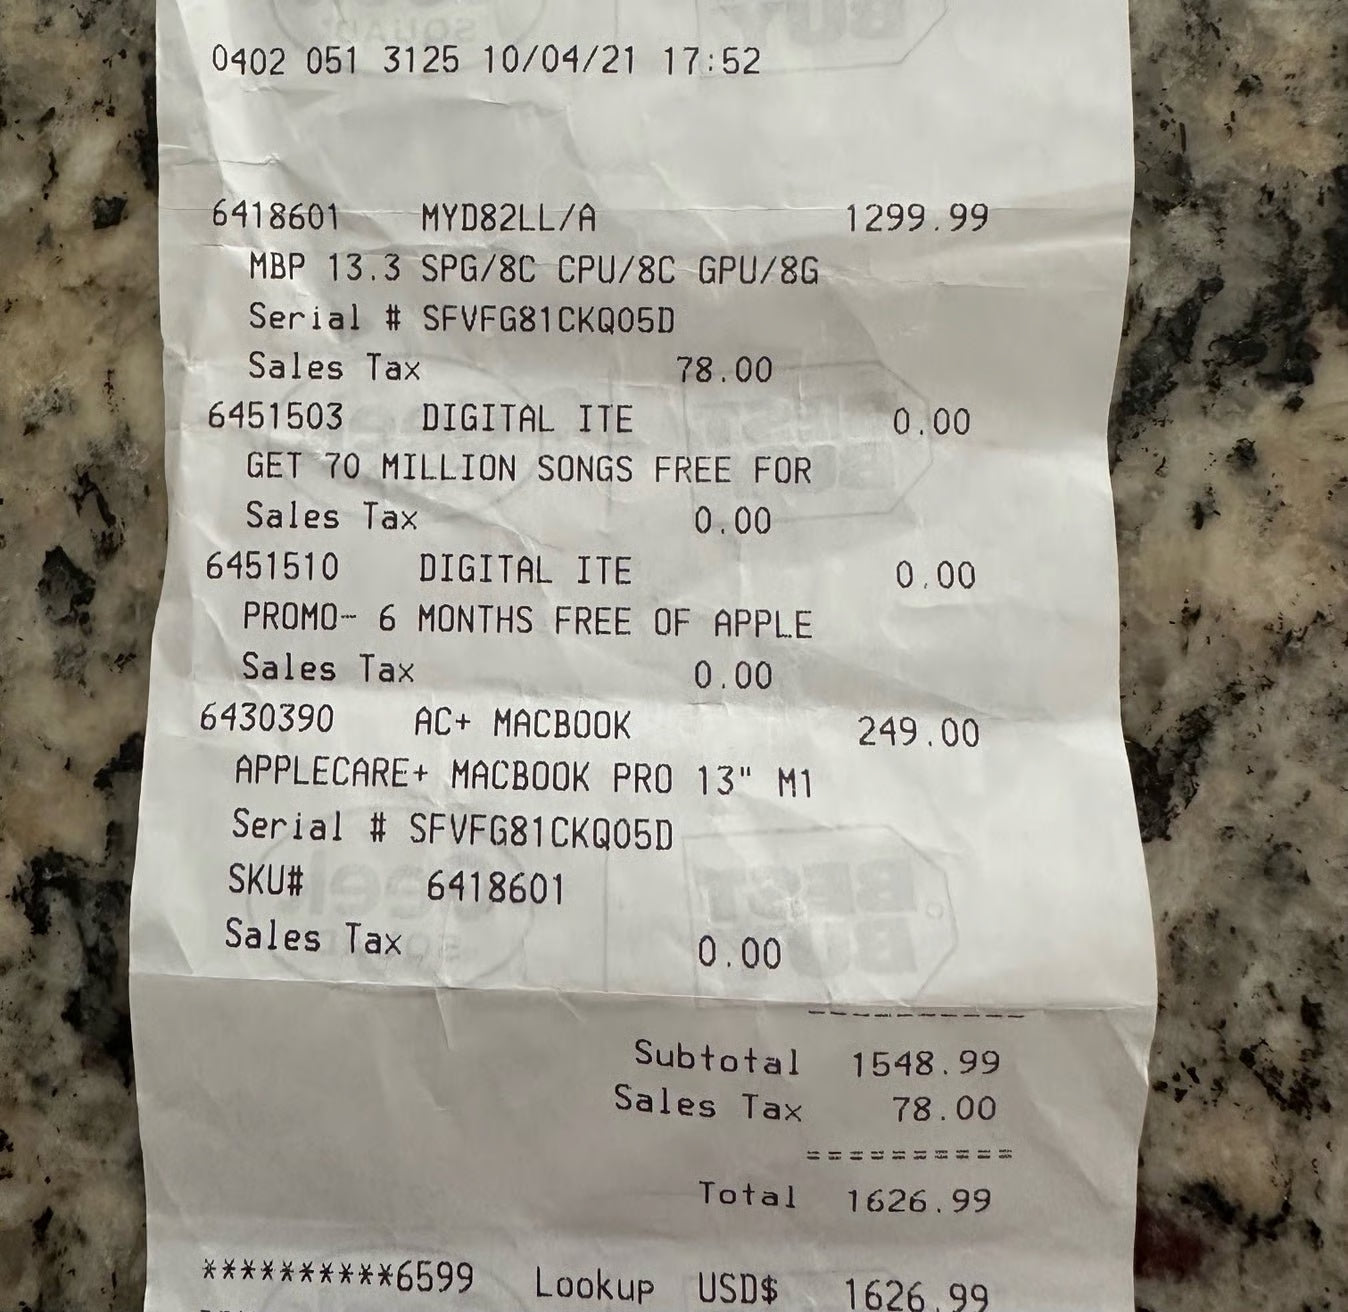 0402 051 3125 10/04/21 17:52
6418601 MYD82LL/A 1299.99
MBP 13.3 SPG/8C CPU/8C GPU/8G
Serial # SFVFG81CKQ05D
Sales Tax 78.00
6451503 DIGITAL ITE 0.00
GET 70 MILLION SONGS FREE FOR
Sales Tax 0.00
6451510 DIGITAL ITE 0.00
PROMO- 6 MONTHS FREE OF APPLE
Sales Tax 0.00
6430390 AC+ MACBOOK 249.00
APPLECARE+ MACBOOK PRO 13" M1
Serial # SFVFG81CKQ05D
SKU# 6418601
Sales Tax 0.00
----------
Subtotal 1548.99
Sales Tax 78.00
==========
Total 1626.99
**********6599 Lookup USD$ 1626.99